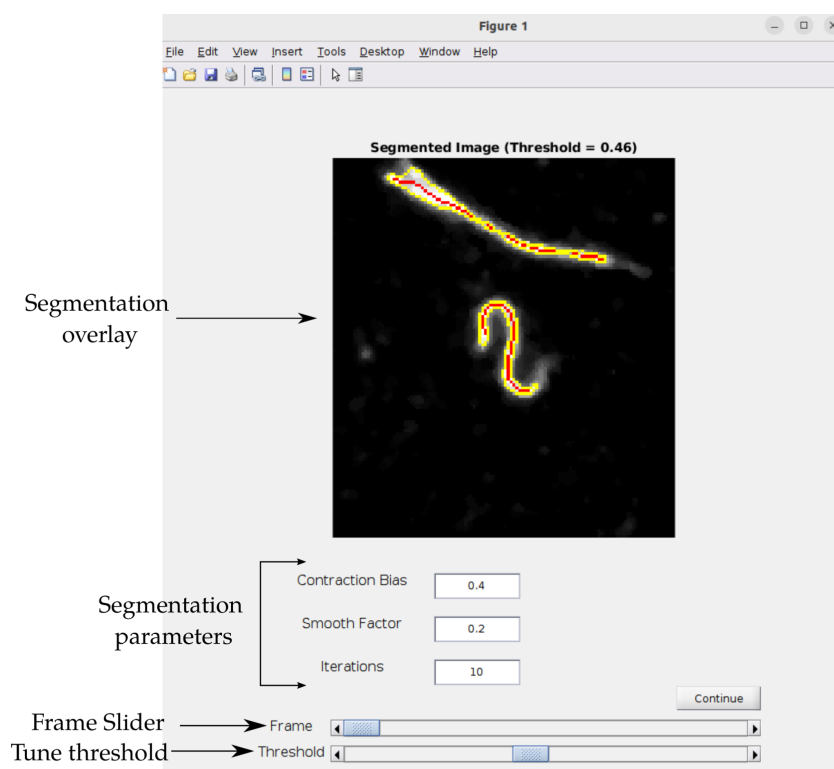 Figure 1
File Edit View Insert Tools Desktop Window Help
Segmented Image (Threshold = 0.46)
Segmentation
overlay
Segmentation
parameters
Contraction Bias 0.4
Smooth Factor 0.2
Iterations 10
Continue
Frame Slider Frame
Tune threshold Threshold